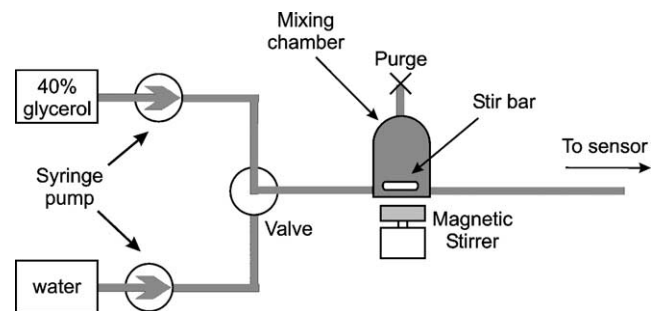 Mixing
chamber
Purge
40%
glycerol
Stir bar
To sensor
Syringe
pump
Valve
Magnetic
Stirrer
water